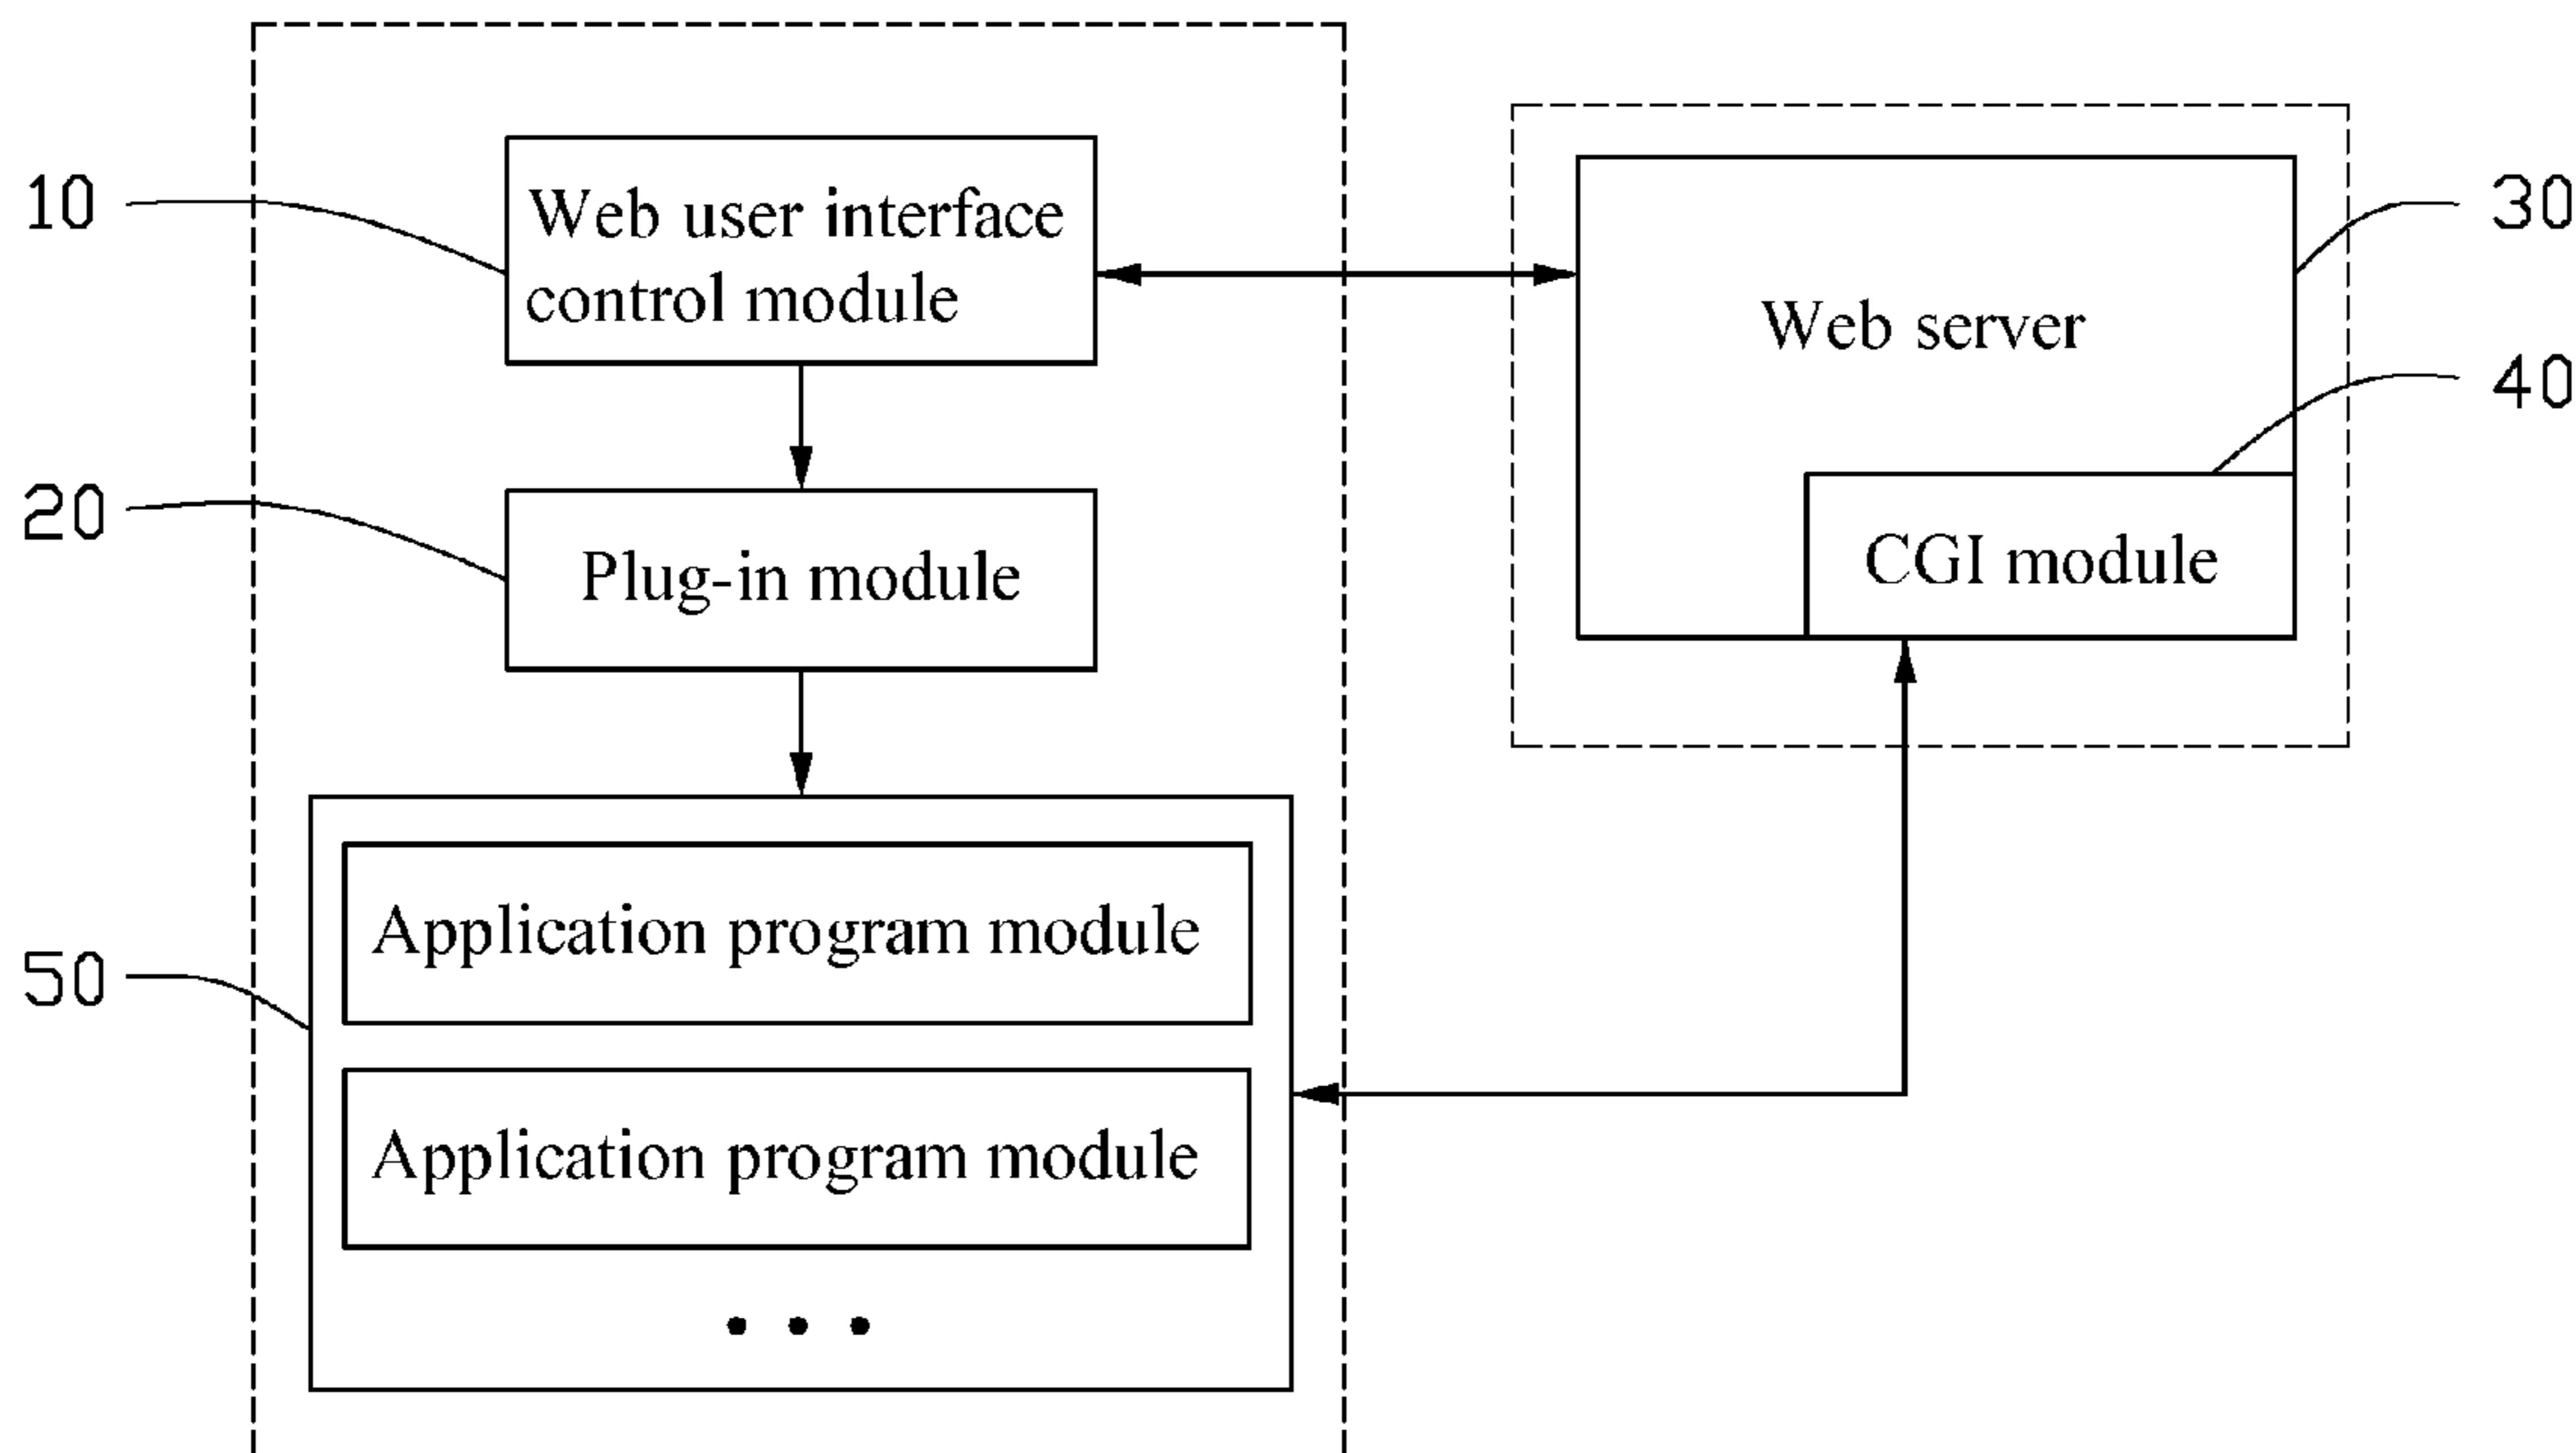 10
Web user interface
control module
30
Web server
40
20
Plug-in module
CGI module
50
Application program module
Application program module
• • •